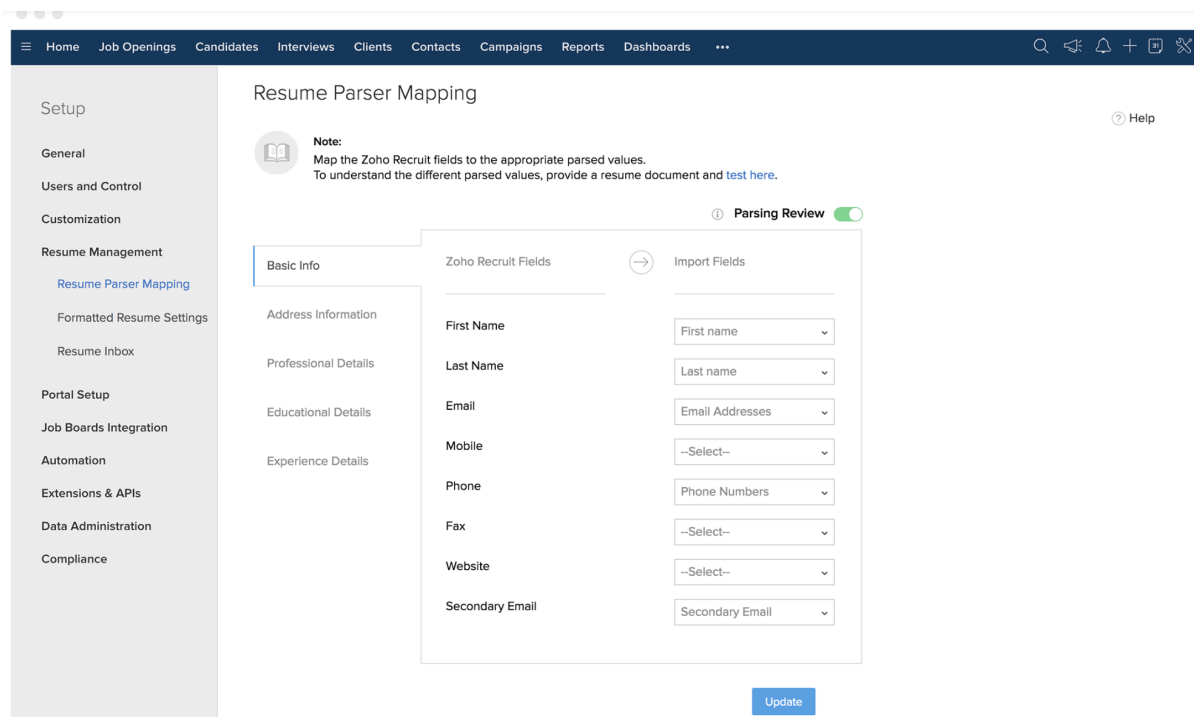 Home Job Openings Candidates Interviews Clients Contacts Campaigns Reports Dashboards
31
Setup
General
Users and Control
Customization
Resume Management
Resume Parser Mapping
Formatted Resume Settings
Resume Inbox
Portal Setup
Job Boards Integration
Automation
Extensions & APIs
Data Administration
Compliance
Resume Parser Mapping
? Help
Note:
Map the Zoho Recruit fields to the appropriate parsed values.
To understand the different parsed values, provide a resume document and test here.
i Parsing Review
Basic Info
Address Information
Professional Details
Educational Details
Experience Details
Zoho Recruit Fields Import Fields
First Name First name
Last Name Last name
Email Email Addresses
Mobile --Select--
Phone Phone Numbers
Fax --Select--
Website --Select--
Secondary Email Secondary Email
Update